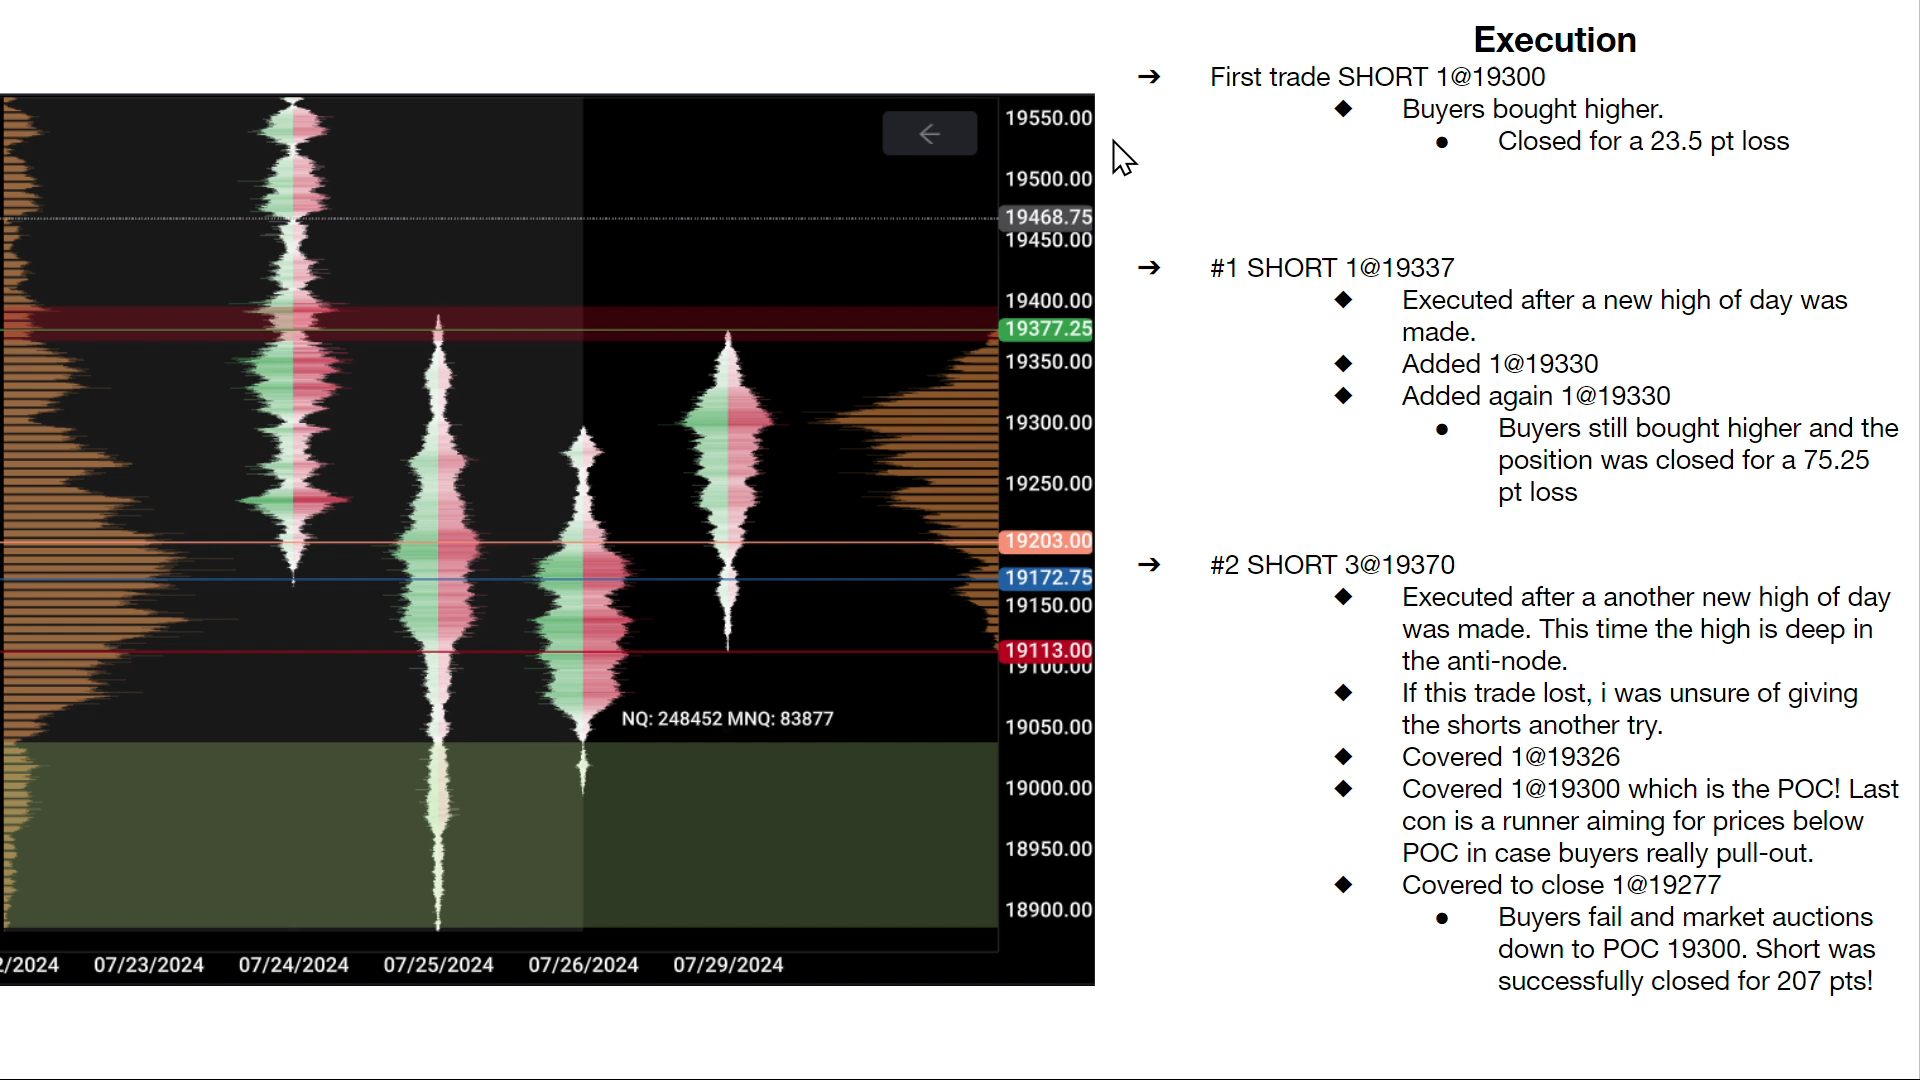 Execution
➔ First trade SHORT 1@19300
◆ Buyers bought higher.
● Closed for a 23.5 pt loss
➔ #1 SHORT 1@19337
◆ Executed after a new high of day was
made.
◆ Added 1@19330
◆ Added again 1@19330
● Buyers still bought higher and the
position was closed for a 75.25
pt loss
➔ #2 SHORT 3@19370
◆ Executed after a another new high of day
was made. This time the high is deep in
the anti-node.
◆ If this trade lost, i was unsure of giving
the shorts another try.
◆ Covered 1@19326
◆ Covered 1@19300 which is the POC! Last
con is a runner aiming for prices below
POC in case buyers really pull-out.
◆ Covered to close 1@19277
● Buyers fail and market auctions
down to POC 19300. Short was
successfully closed for 207 pts!
19550.00
19500.00
19468.75
19450.00
19400.00
19377.25
19350.00
19300.00
19250.00
19203.00
19172.75
19150.00
19113.00
19100.00
19050.00
19000.00
18950.00
18900.00
NQ: 248452 MNQ: 83877
2/2024 07/23/2024 07/24/2024 07/25/2024 07/26/2024 07/29/2024